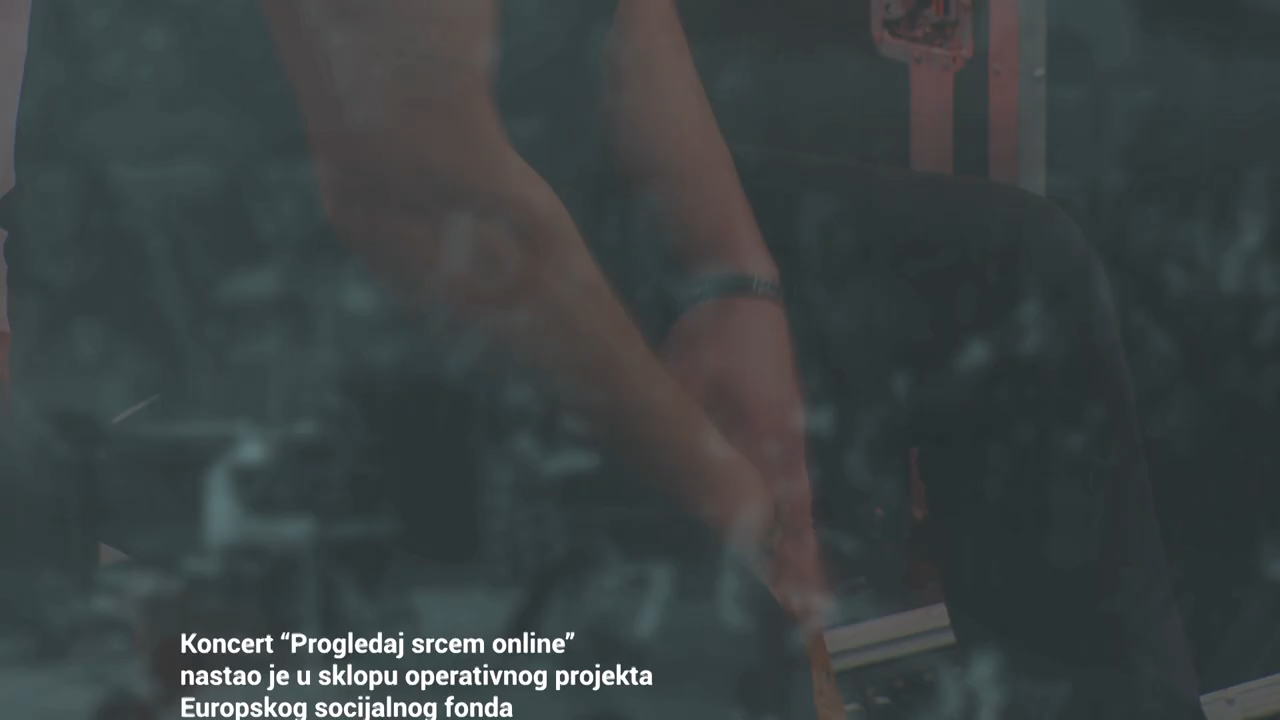 Koncert “Progledaj srcem online”
nastao je u sklopu operativnog projekta
Europskog socijalnog fonda